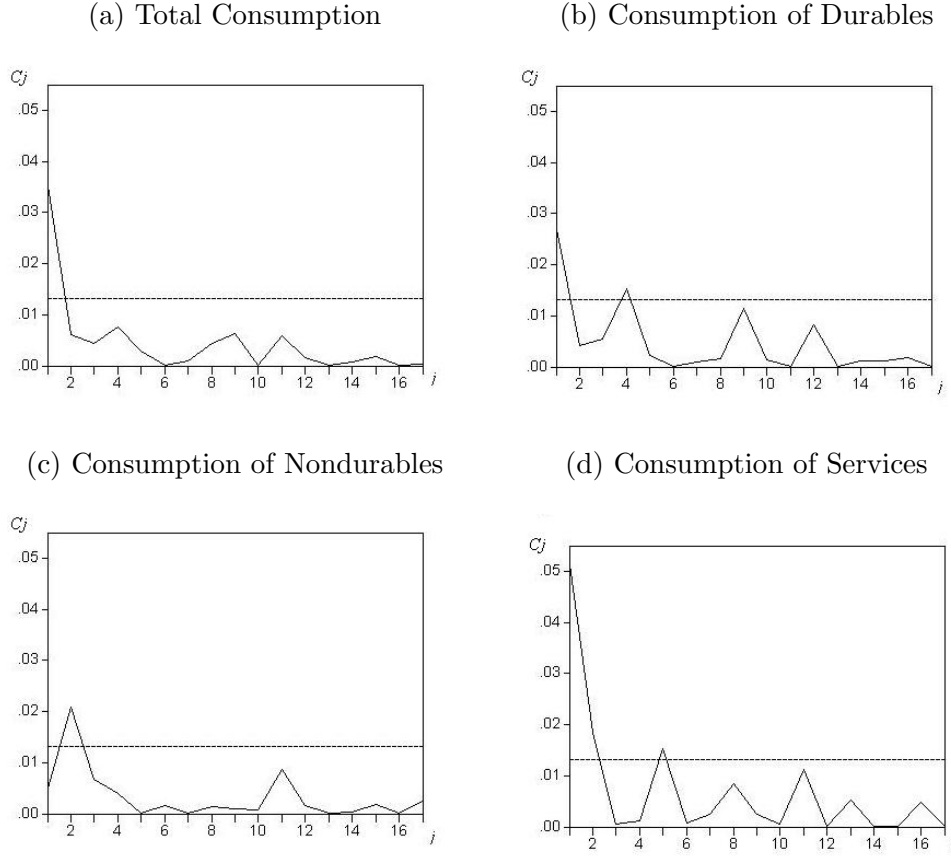 (a) Total Consumption
Cj
.05
.04
.03
.02
.01
.00
2 4 6 8 10 12 14 16 j
(b) Consumption of Durables
Cj
.05
.04
.03
.02
.01
.00
2 4 6 8 10 12 14 16 j
(c) Consumption of Nondurables
Cj
.05
.04
.03
.02
.01
.00
2 4 6 8 10 12 14 16 j
(d) Consumption of Services
Cj
.05
.04
.03
.02
.01
.00
2 4 6 8 10 12 14 16